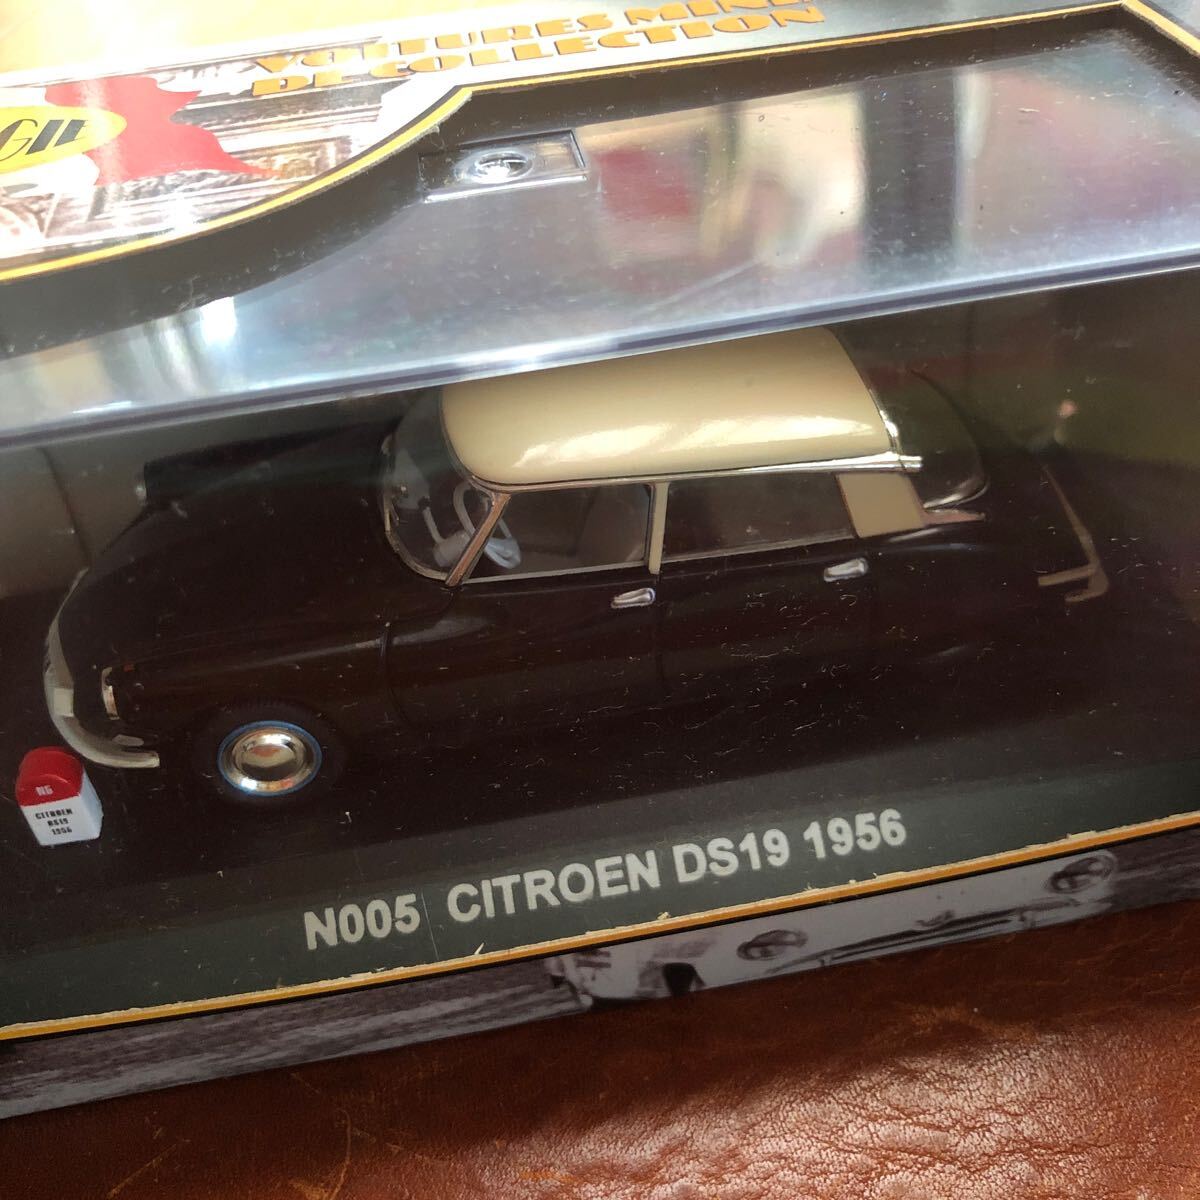 VOITURES MINI
DE COLLECTION
N6
CITROEN
DS19
1956
N005 CITROEN DS19 1956